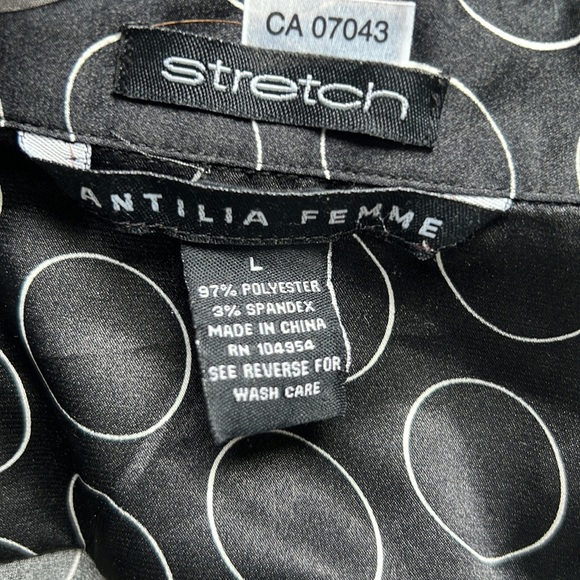 CA 07043
stretch
ANTILIA FEMME
L
97% POLYESTER
3% SPANDEX
MADE IN CHINA
RN 104954
SEE REVERSE FOR
WASH CARE